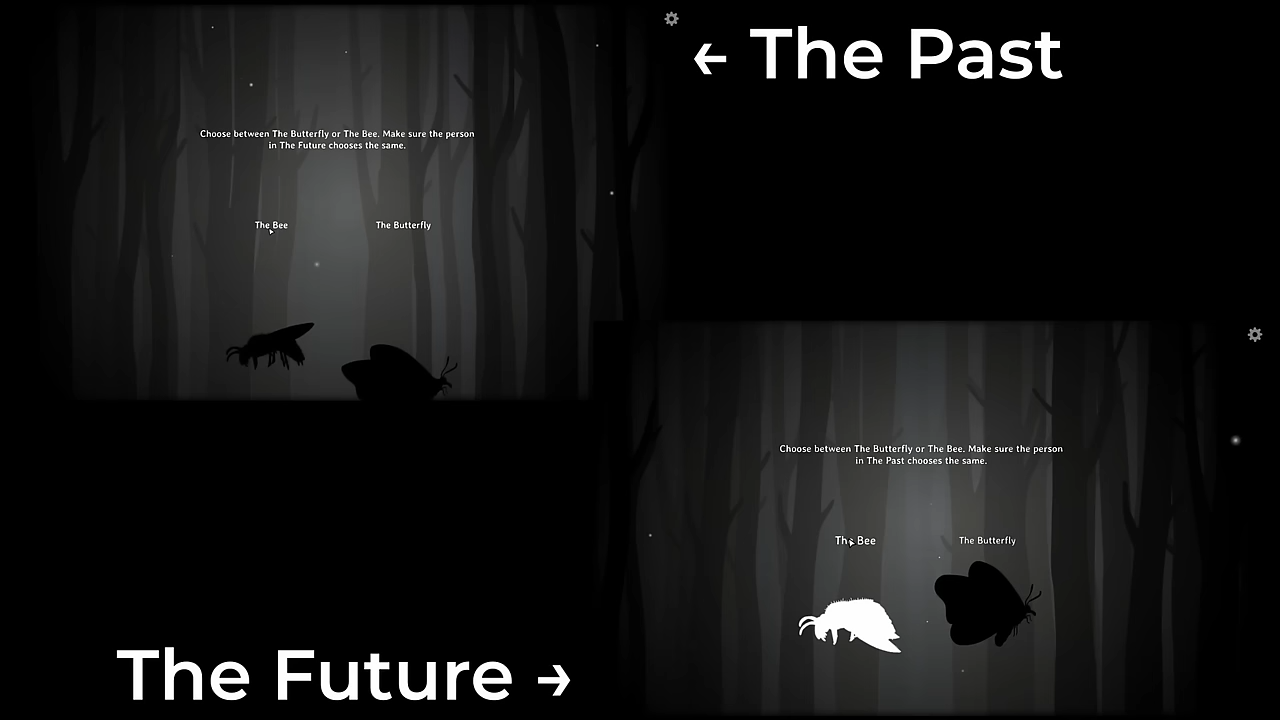 ← The Past
Choose between The Butterfly or The Bee. Make sure the person
in The Future chooses the same.
The Bee
The Butterfly
Choose between The Butterfly or The Bee. Make sure the person
in The Past chooses the same.
The Bee
The Butterfly
The Future →